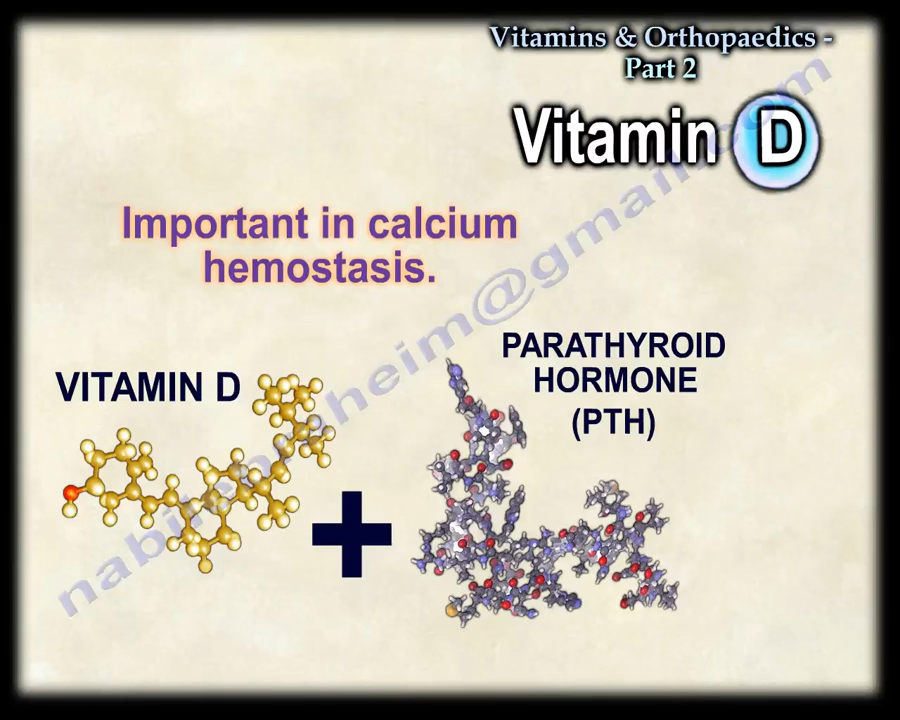 Vitamins & Orthopaedics -
Part 2
Vitamin D
Important in calcium
hemostasis.
VITAMIN D
PARATHYROID
HORMONE
(PTH)